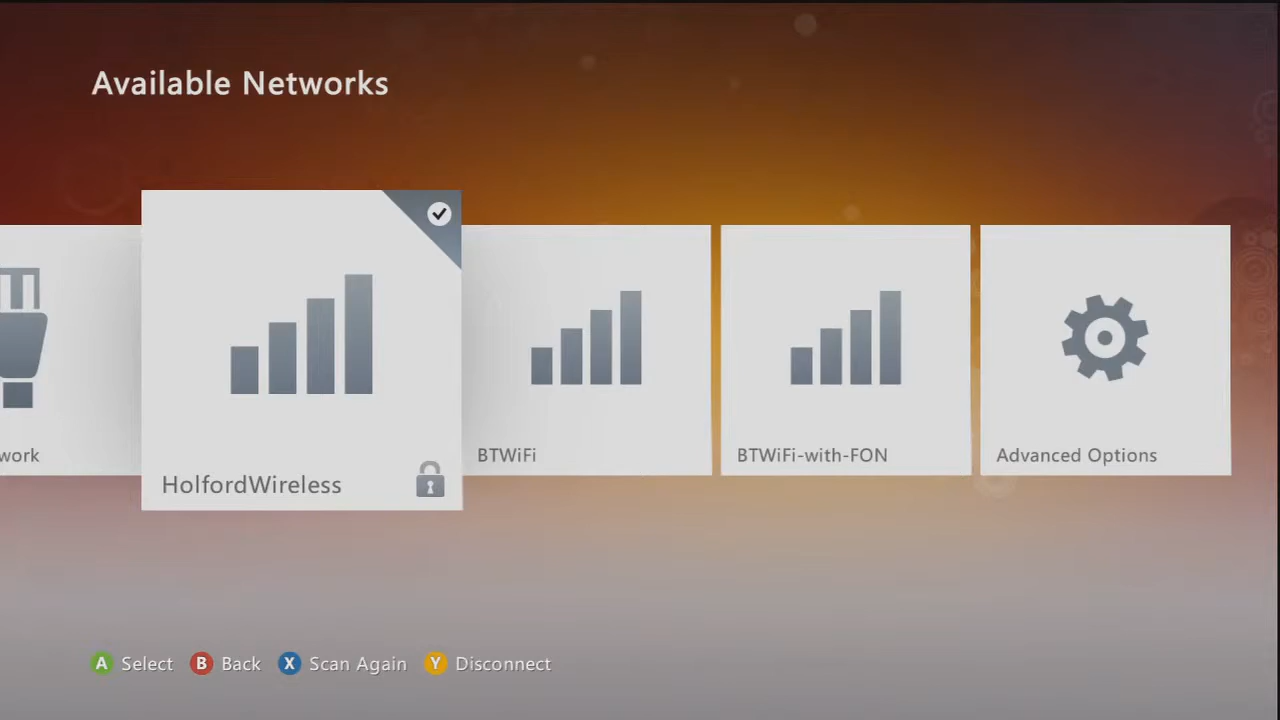 Available Networks
work
HolfordWireless
BTWiFi
BTWiFi-with-FON
Advanced Options
A Select B Back X Scan Again Y Disconnect